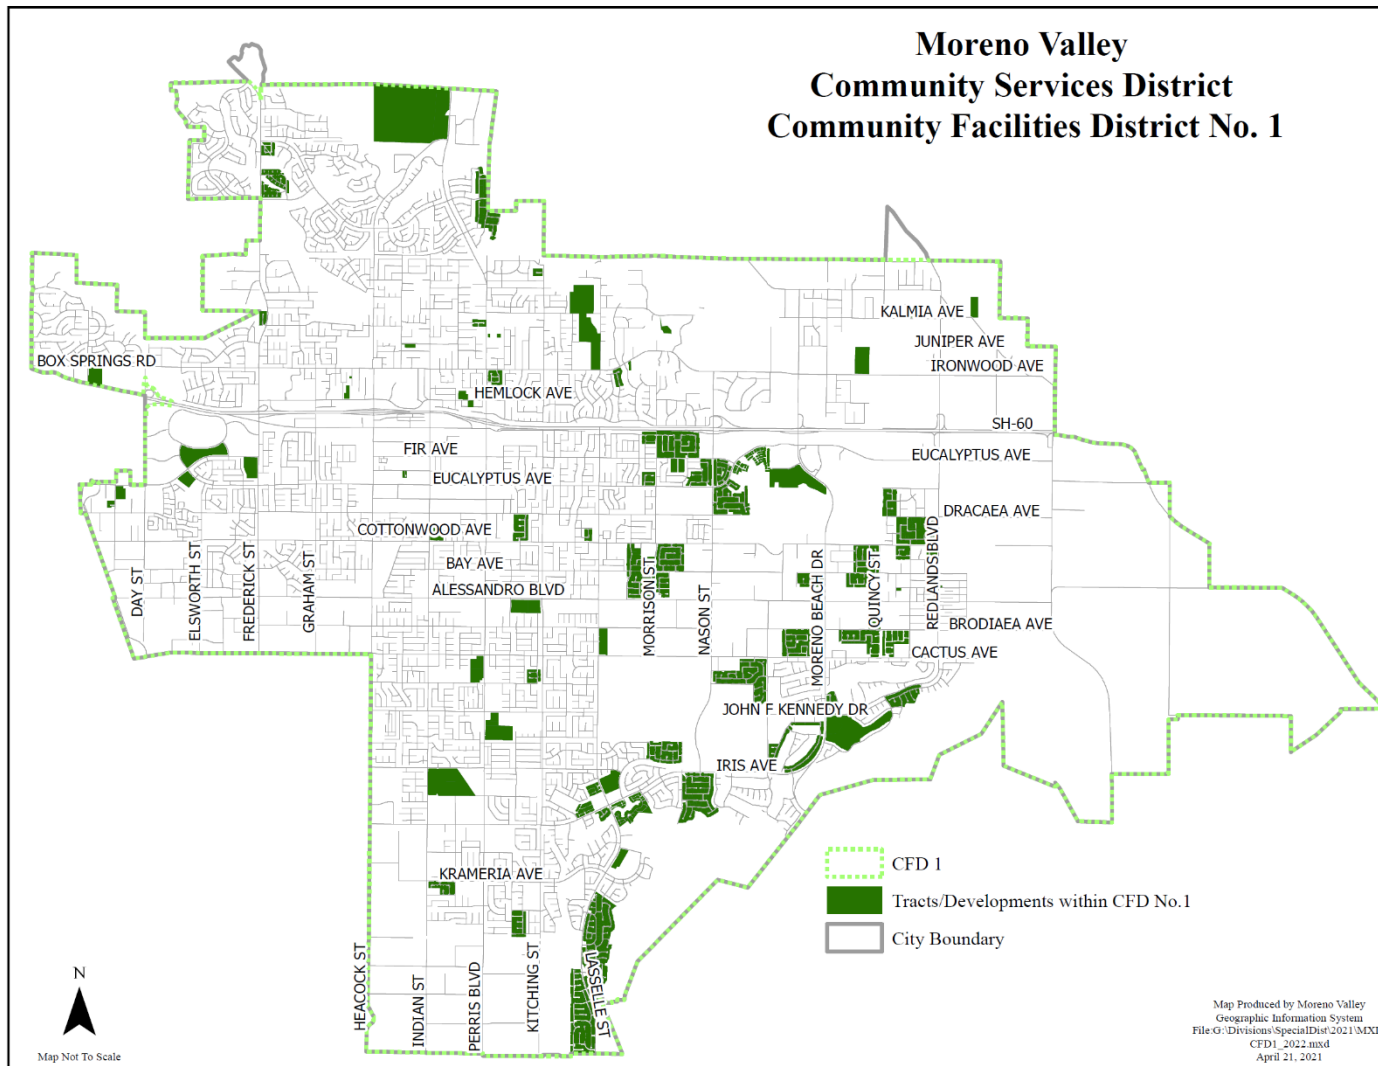 Moreno Valley
Community Services District
Community Facilities District No. 1
KALMIA AVE
JUNIPER AVE
BOX SPRINGS RD
IRONWOOD AVE
HEMLOCK AVE
SH-60
FIR AVE
EUCALYPTUS AVE
EUCALYPTUS AVE
DRACAEA AVE
COTTONWOOD AVE
BAY AVE
ALESSANDRO BLVD
DAY ST
ELSWORTH ST
FREDERICK ST
GRAHAM ST
MORRISON ST
NASON ST
MORENO BEACH DR
QUINCY ST
REDLANDS BLVD
BRODIAEA AVE
CACTUS AVE
JOHN F KENNEDY DR
IRIS AVE
KRAMERIA AVE
HEACOCK ST
INDIAN ST
PERRIS BLVD
KITCHING ST
LASSELLE ST
CFD 1
Tracts/Developments within CFD No.1
City Boundary
N
Map Not To Scale
Map Produced by Moreno Valley
Geographic Information System
File:G:\Divisions\SpecialDist\2021\MXD
CFD1_2022.mxd
April 21, 2021